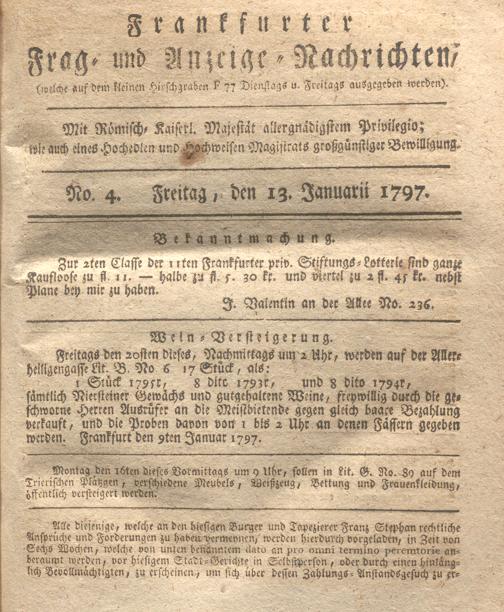 Frankfurter
Frag- und Anzeige-Nachrichten,
(welche auf dem kleinen Hirschgraben F 77 Dienstags u. Freitags ausgegeben werden).
Mit Römisch-Kaiserl. Majestät allergnädigstem Privilegio;
wie auch eines Hochedlen und Hochweisen Magistrats großgünstiger Bewilligung.
No. 4. Freitag, den 13. Januarii 1797.
Bekanntmachung.
Zur 2ten Classe der 11ten Frankfurter priv. Stiftungs-Lotterie sind ganze
Kaufloose zu fl. 11. — halbe zu fl. 5. 30 kr. und viertel zu 2 fl. 45 kr. nebst
Plane bey mir zu haben.
J. Valentin an der Allee No. 236.
Wein-Versteigerung.
Freitags den 20sten dieses, Nachmittags um 2 Uhr, werden auf der Aller-
heiligengasse Lit. B. No 6 17 Stück, als:
1 Stück 1791r, 8 dito 1793r, und 8 dito 1794r,
sämtlich Niersteiner Gewächs und gutgehaltene Weine, freywillig durch die ge-
schworne Herren Ausrüfer an die Meistbietende gegen gleich baare Bezahlung
verkauft, und die Proben davon von 1 bis 2 Uhr an denen Fässern gegeben
werden. Frankfurt den 9ten Januar 1797.
Montag den 16ten dieses Vormittags um 9 Uhr, sollen in Lit. G. No. 89 auf dem
Trierischen Plätzgen, verschiedene Meubels, Weißzeug, Bettung und Frauenkleidung,
öffentlich versteigert werden.
Alle diejenige, welche an den hiesigen Burger und Tapezierer Franz Stephan rechtliche
Ansprüche und Forderungen zu haben vermeynen, werden hierdurch vorgeladen, in Zeit von
Sechs Wochen, welche von unten benanntem dato an pro omni termino peremtorie an-
beraumt werden, vor hiesigem Stadt-Gerichte in Selbstperson, oder durch einen hinläng-
lich Bevollmächtigten, zu erscheinen, um sich über dessen Zahlungs-Anstandsgesuch zu er-